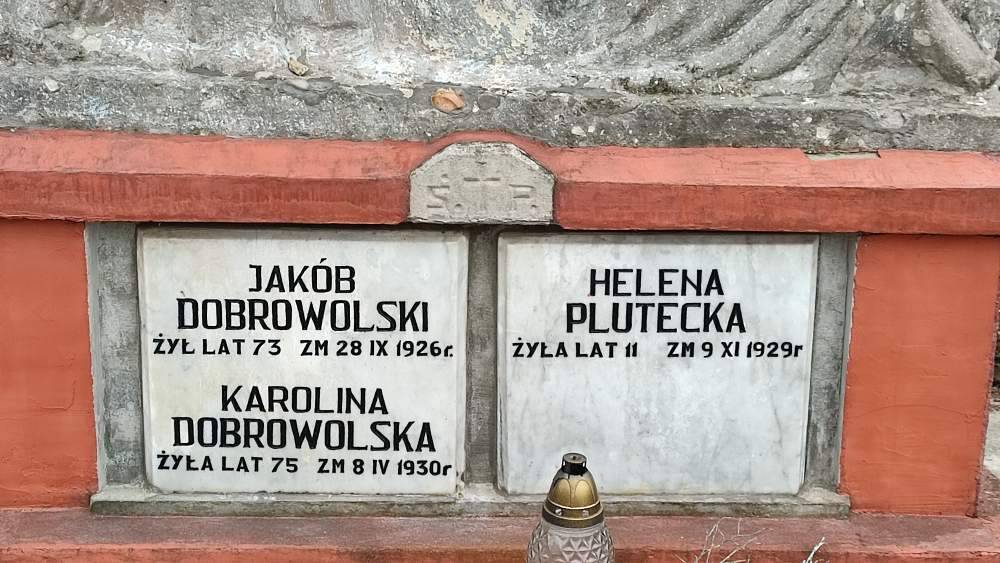 Ś. T P.
JAKÓB
DOBROWOLSKI
ŻYŁ LAT 73 ZM 28 IX 1926r.
KAROLINA
DOBROWOLSKA
ŻYŁA LAT 75 ZM 8 IV 1930r
HELENA
PLUTECKA
ŻYŁA LAT 11 ZM 9 XI 1929r